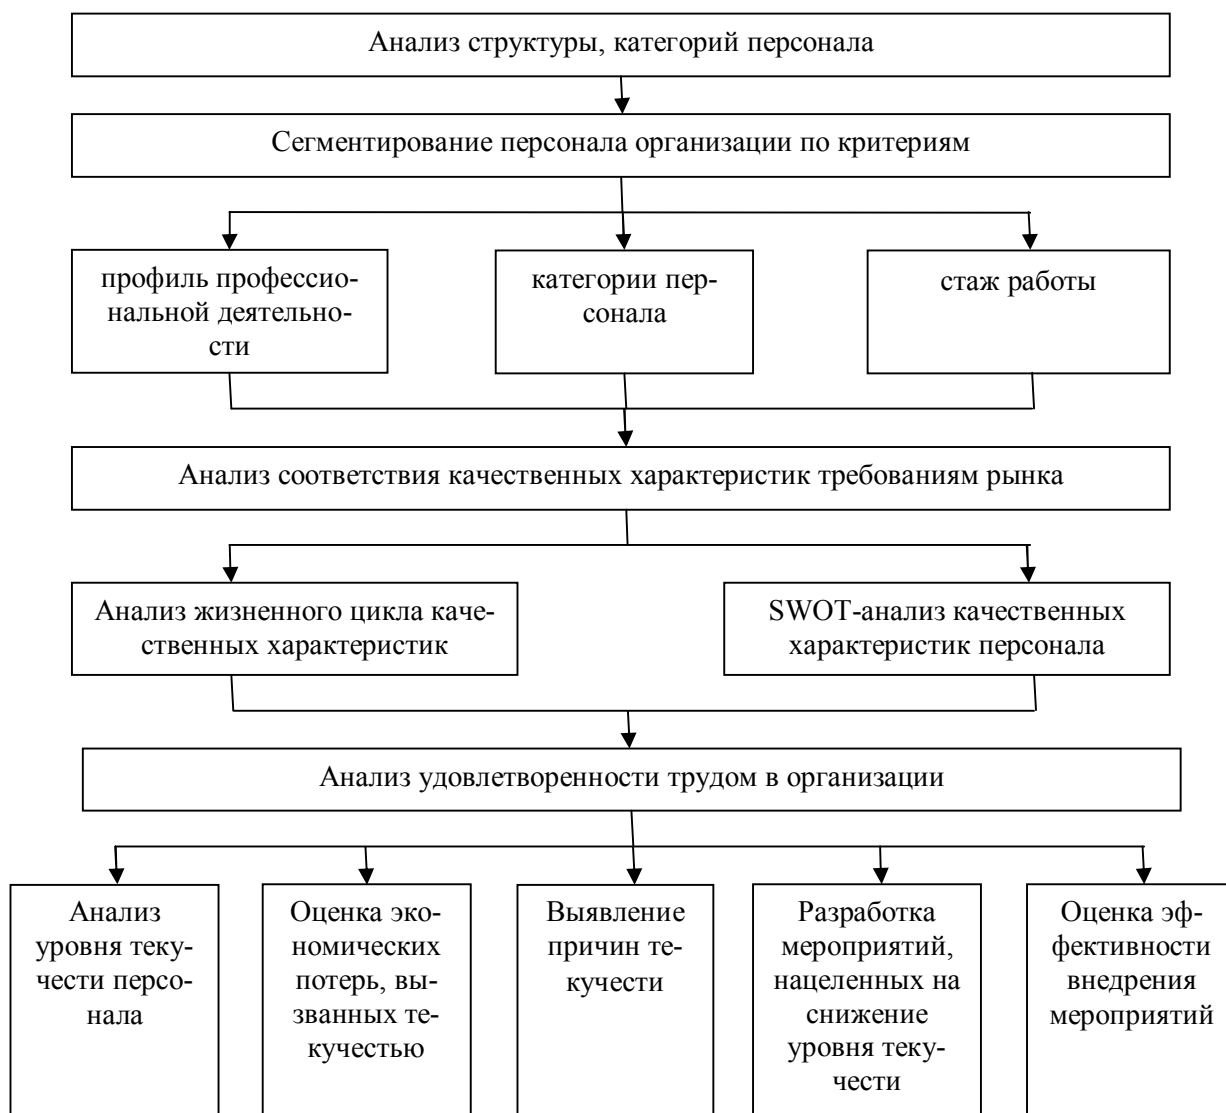 Анализ структуры, категорий персонала
Сегментирование персонала организации по критериям
профиль профессио-
нальной деятельно-
сти
категории пер-
сонала
стаж работы
Анализ соответствия качественных характеристик требованиям рынка
Анализ жизненного цикла каче-
ственных характеристик
SWOT-анализ качественных
характеристик персонала
Анализ удовлетворенности трудом в организации
Анализ
уровня теку-
чести персо-
нала
Оценка эко-
номических
потерь, вы-
званных те-
кучестью
Выявление
причин те-
кучести
Разработка
мероприятий,
нацеленных на
снижение
уровня теку-
чести
Оценка эф-
фективности
внедрения
мероприятий